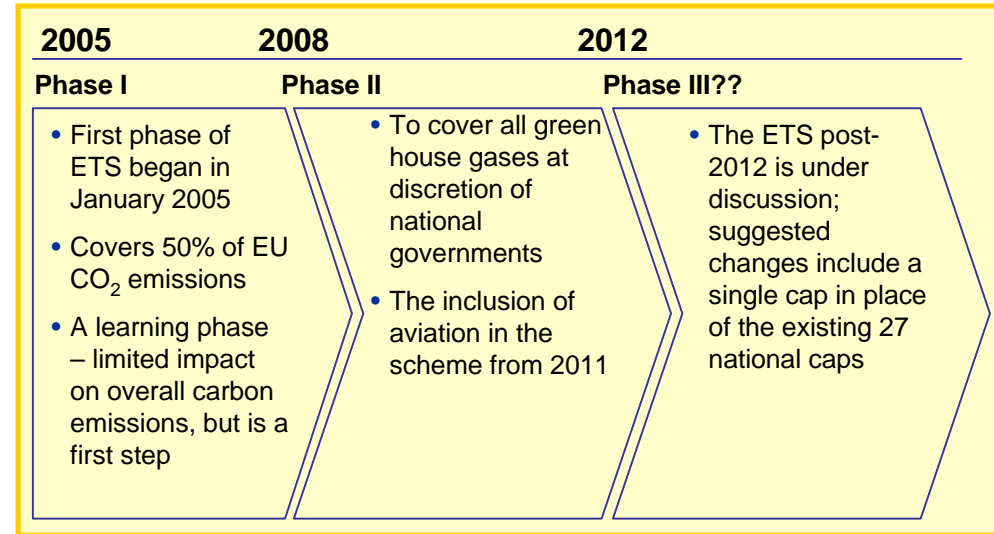 2005 2008 2012
Phase I Phase II Phase III??
• First phase of
ETS began in
January 2005
• Covers 50% of EU
CO₂ emissions
• A learning phase
– limited impact
on overall carbon
emissions, but is a
first step
• To cover all green
house gases at
discretion of
national
governments
• The inclusion of
aviation in the
scheme from 2011
• The ETS post-
2012 is under
discussion;
suggested
changes include a
single cap in place
of the existing 27
national caps